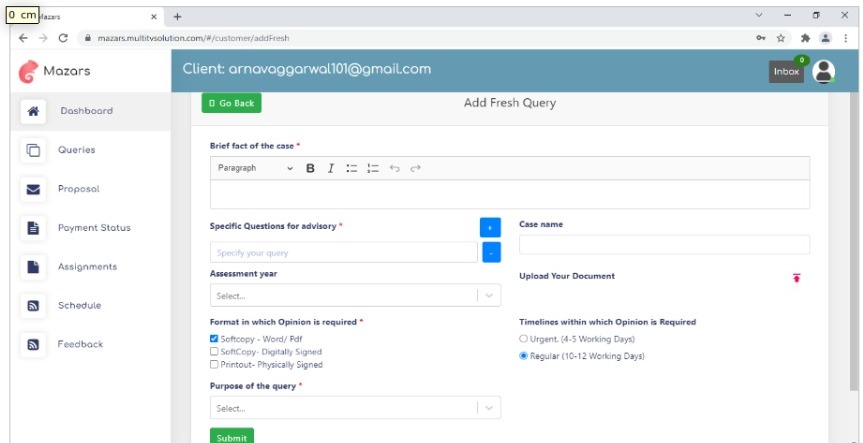 0 cm
Mazars
mazars.multitvsolution.com/#/customer/addFresh
Mazars
Client: arnavaggarwal101@gmail.com
Inbox
0
Dashboard
Queries
Proposal
Payment Status
Assignments
Schedule
Feedback
Go Back
Add Fresh Query
Brief fact of the case *
Paragraph
B I
Specific Questions for advisory *
+
Case name
Specify your query
-
Assessment year
Upload Your Document
Select...
Format in which Opinion is required *
Timelines within which Opinion is Required
Softcopy - Word/ Pdf
Urgent. (4-5 Working Days)
SoftCopy- Digitally Signed
Regular (10-12 Working Days)
Printout- Physically Signed
Purpose of the query *
Select...
Submit